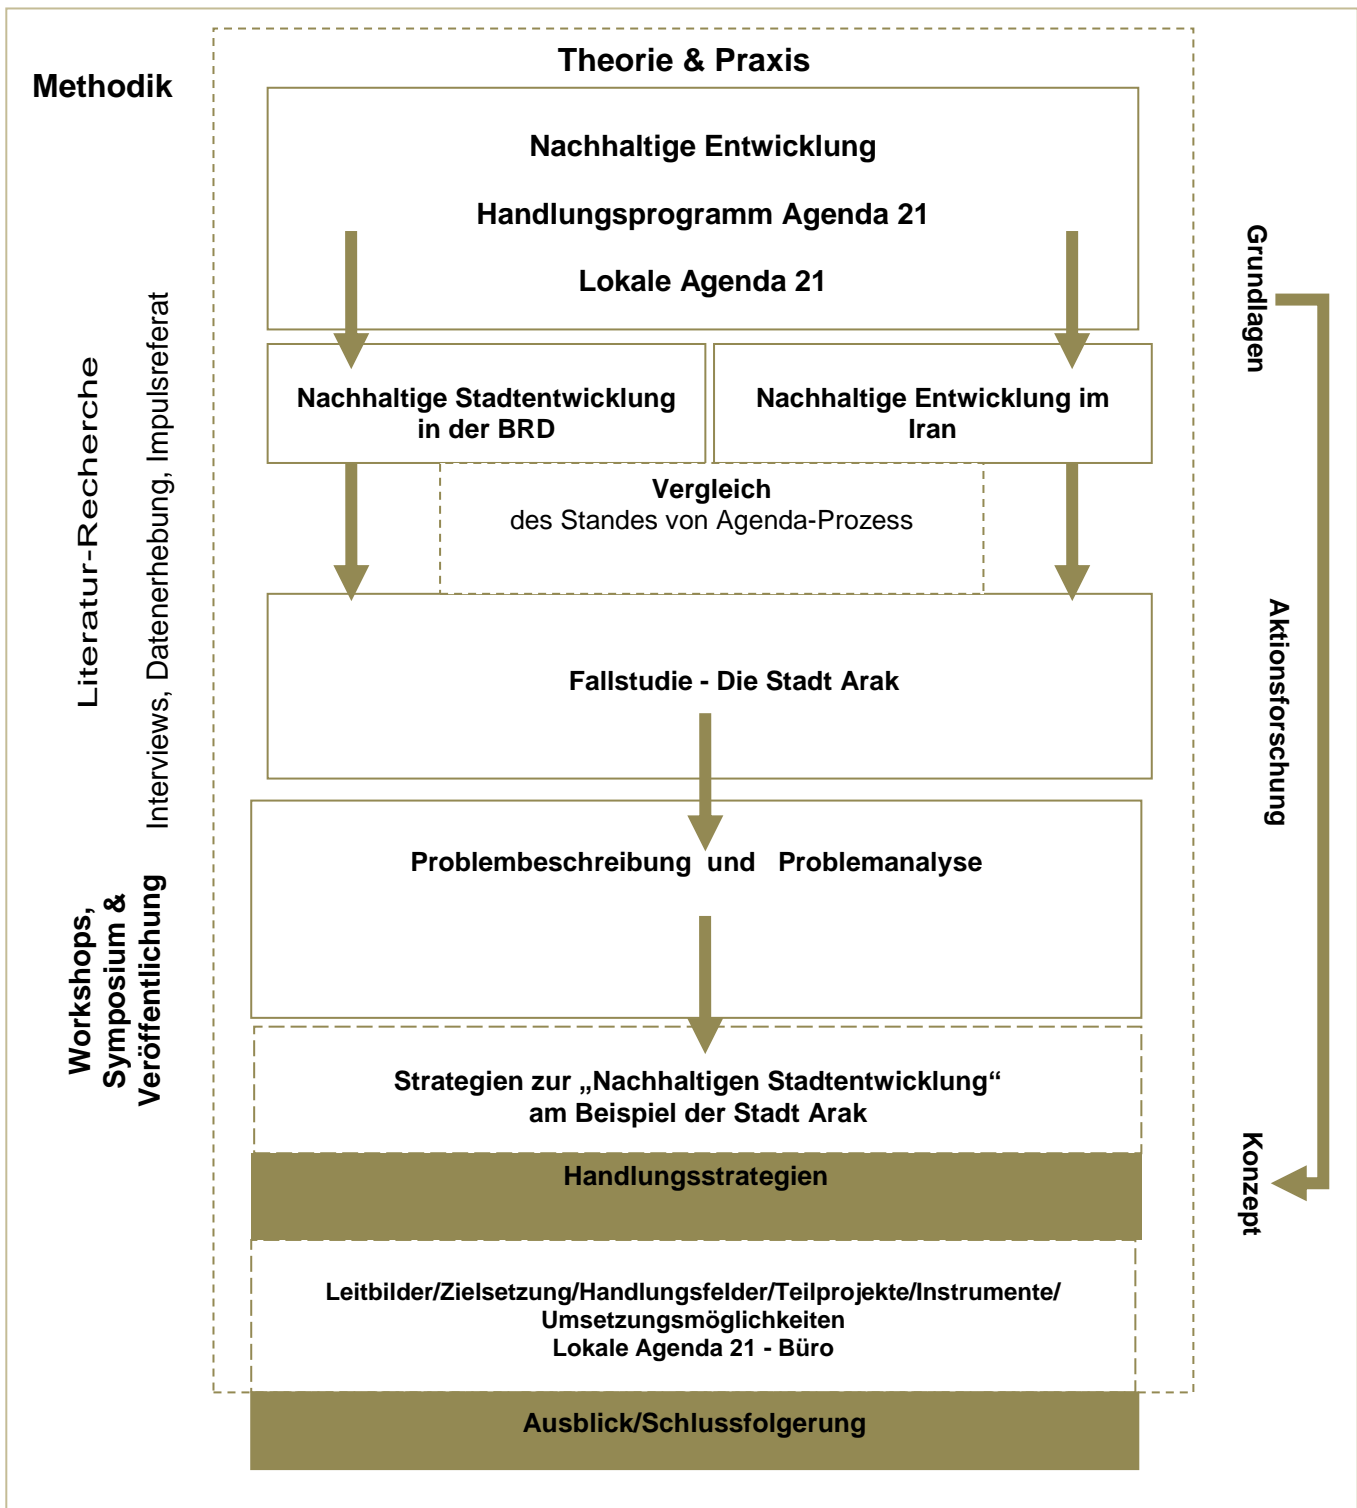 Theorie & Praxis
Methodik
Nachhaltige Entwicklung
Handlungsprogramm Agenda 21
Lokale Agenda 21
Nachhaltige Stadtentwicklung
in der BRD
Nachhaltige Entwicklung im
Iran
Vergleich
des Standes von Agenda-Prozess
Fallstudie - Die Stadt Arak
Problembeschreibung und Problemanalyse
Strategien zur „Nachhaltigen Stadtentwicklung“
am Beispiel der Stadt Arak
Handlungsstrategien
Leitbilder/Zielsetzung/Handlungsfelder/Teilprojekte/Instrumente/
Umsetzungsmöglichkeiten
Lokale Agenda 21 - Büro
Ausblick/Schlussfolgerung
Literatur-Recherche
Interviews, Datenerhebung, Impulsreferat
Workshops,
Symposium &
Veröffentlichung
Grundlagen
Aktionsforschung
Konzept